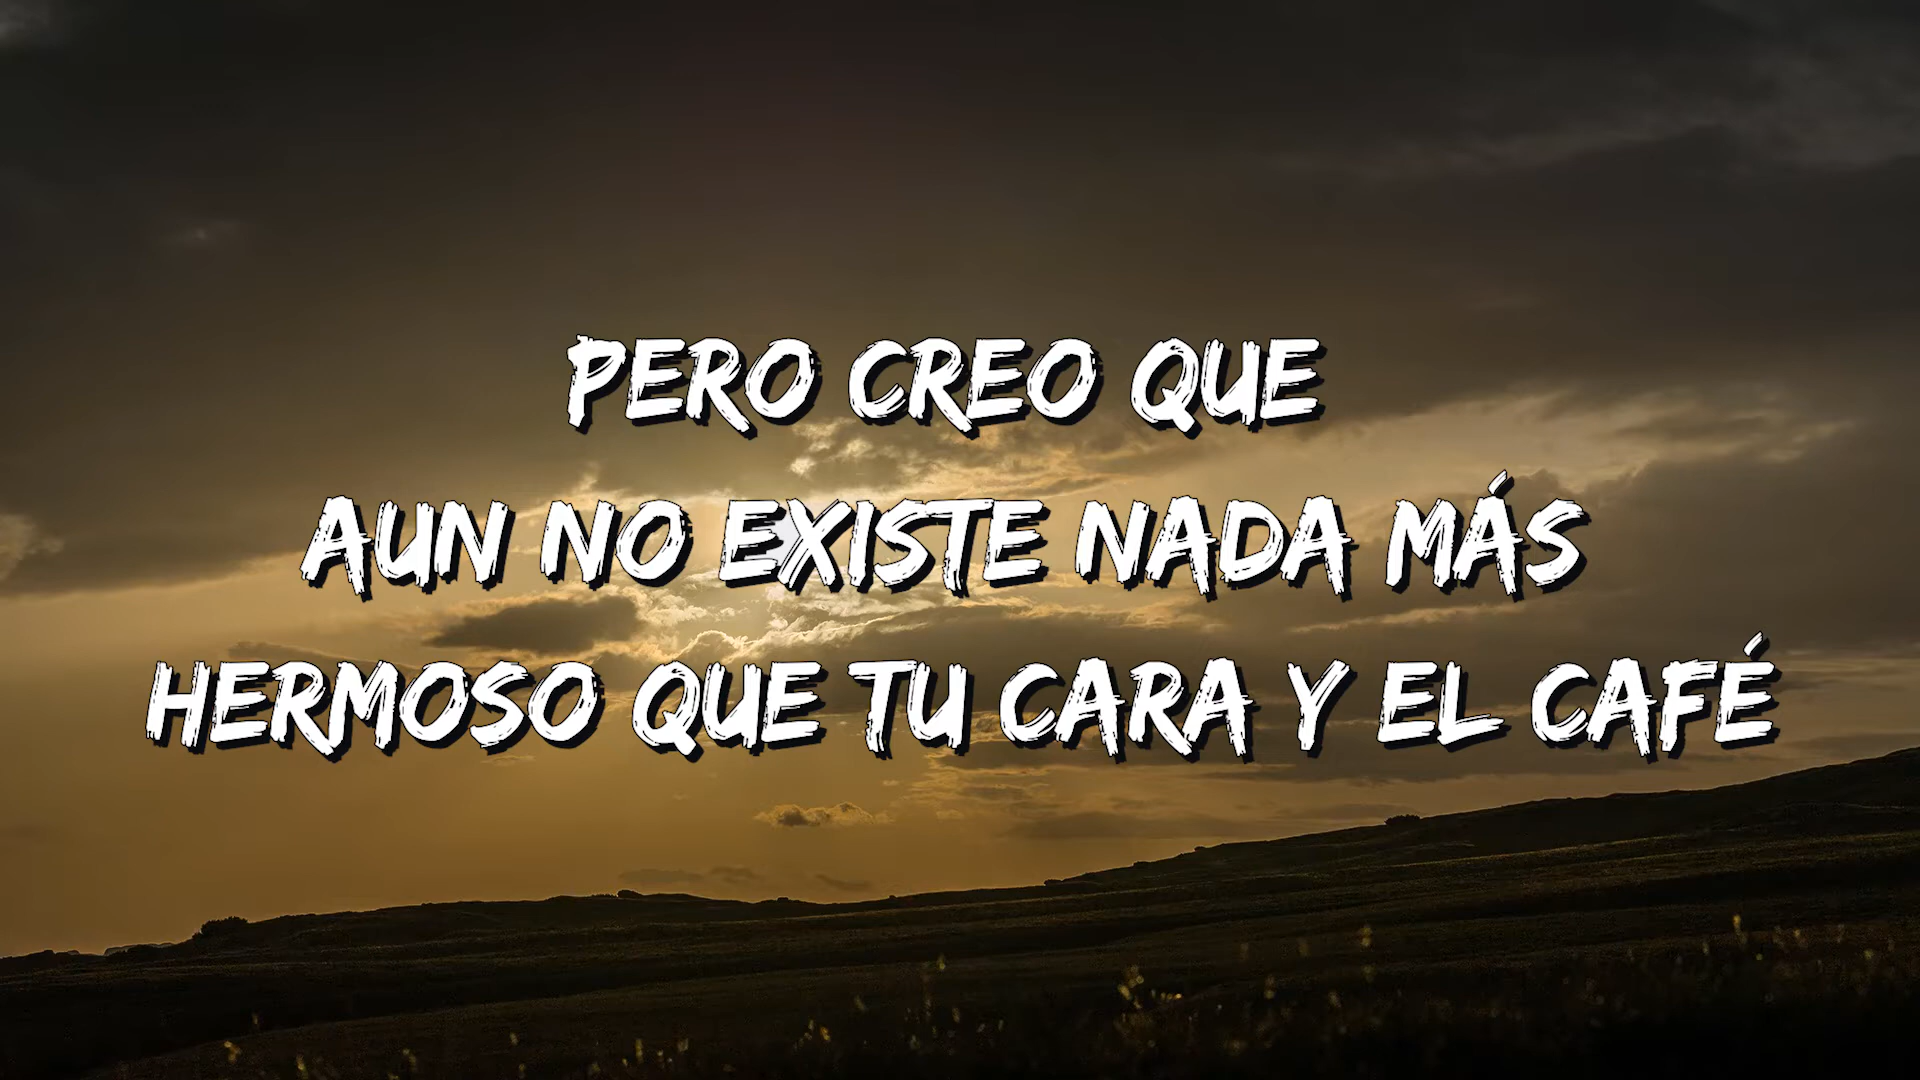 PERO CREO QUE
AUN NO EXISTE NADA MÁS
HERMOSO QUE TU CARA Y EL CAFÉ